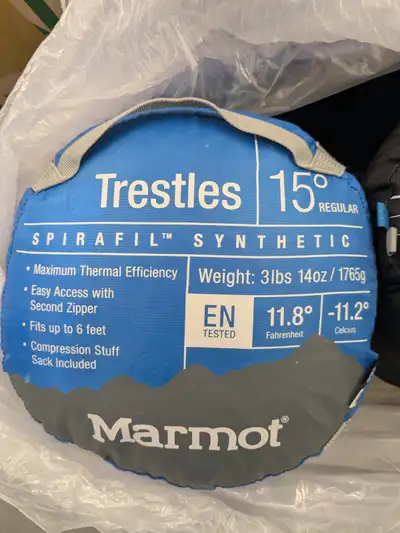 Trestles 15° REGULAR
SPIRAFIL™ SYNTHETIC
• Maximum Thermal Efficiency
• Easy Access with
Second Zipper
• Fits up to 6 feet
• Compression Stuff
Sack Included
Weight: 3lbs 14oz / 1765g
EN
TESTED
11.8°
Fahrenheit
-11.2°
Celcius
Marmot®